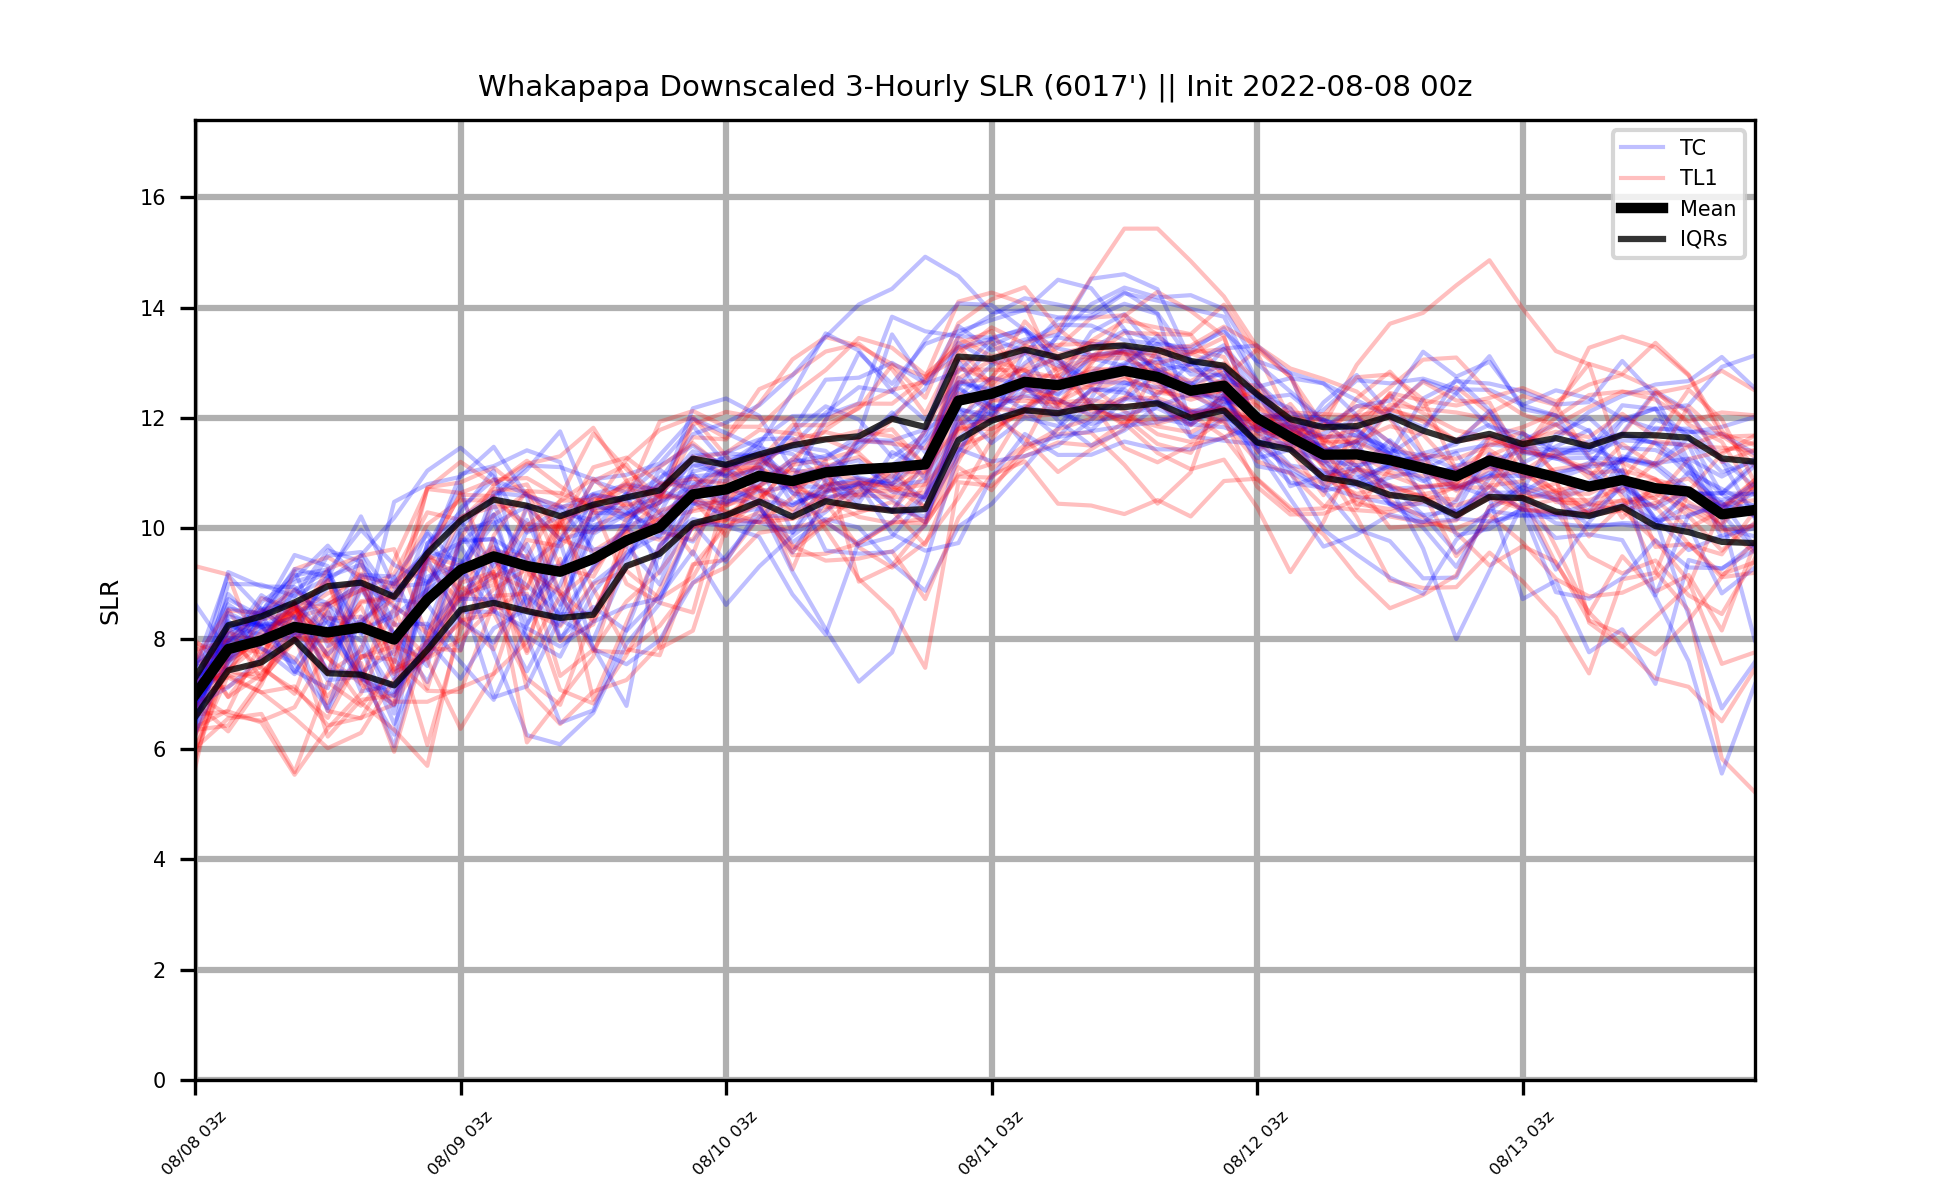 Whakapapa Downscaled 3-Hourly SLR (6017') || Init 2022-08-08 00z
TC
TL1
Mean
IQRs
SLR
16
14
12
10
8
6
4
2
0
08/08 03z
08/09 03z
08/10 03z
08/11 03z
08/12 03z
08/13 03z